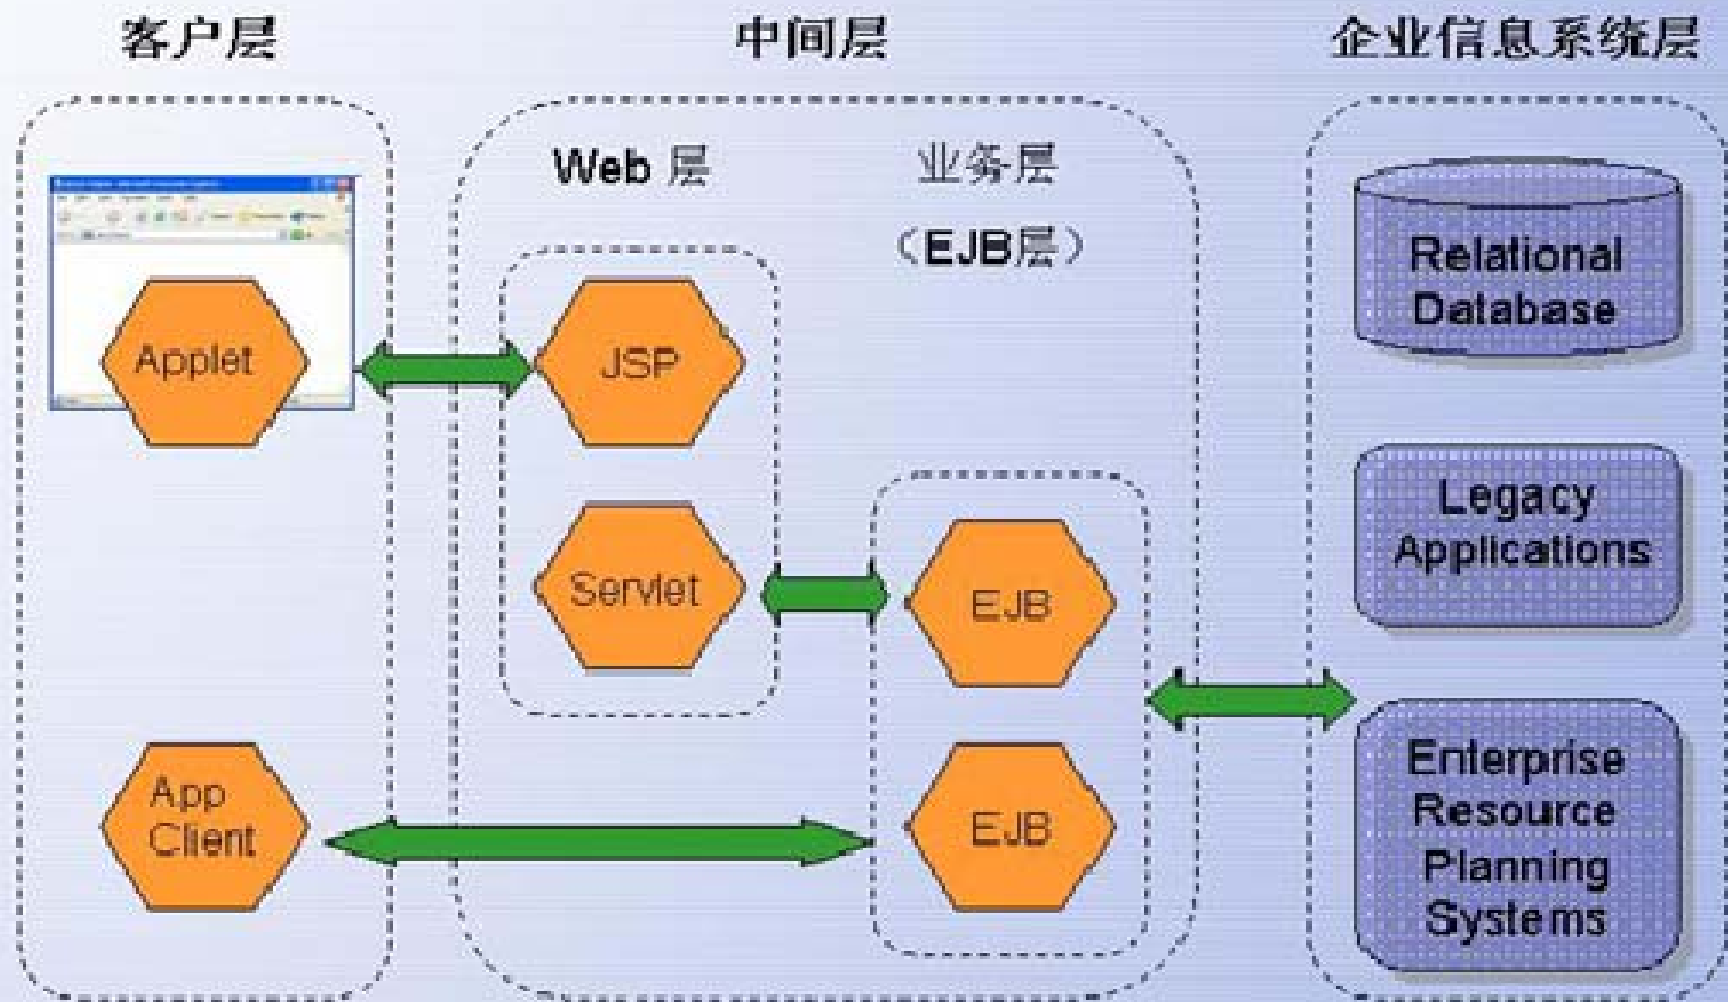 客户层
中间层
企业信息系统层
Web 层
业务层
（EJB层）
Applet
JSP
Servlet
EJB
App
Client
EJB
Relational
Database
Legacy
Applications
Enterprise
Resource
Planning
Systems